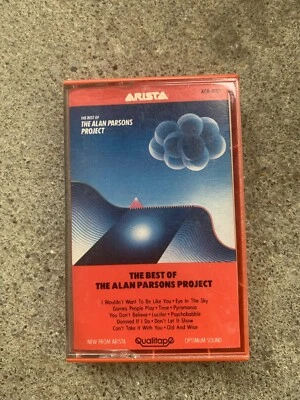 ARISTA
THE BEST OF
THE ALAN PARSONS
PROJECT
THE BEST OF
THE ALAN PARSONS PROJECT
I Wouldn't Want To Be Like You • Eye In The Sky
Games People Play • Time • Pyramania
You Don't Believe • Lucifer • Psychobabble
Damned If I Do • Don't Let It Show
Can't Take It With You • Old And Wise
NEW FROM ARISTA
Qualitape
OPTIMUM SOUND